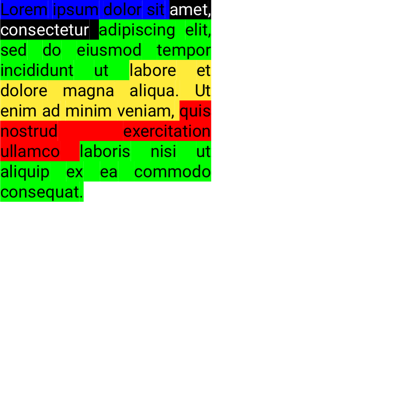 Lorem ipsum dolor sit amet,
consectetur adipiscing elit,
sed do eiusmod tempor
incididunt ut labore et
dolore magna aliqua. Ut
enim ad minim veniam, quis
nostrud exercitation
ullamco laboris nisi ut
aliquip ex ea commodo
consequat.